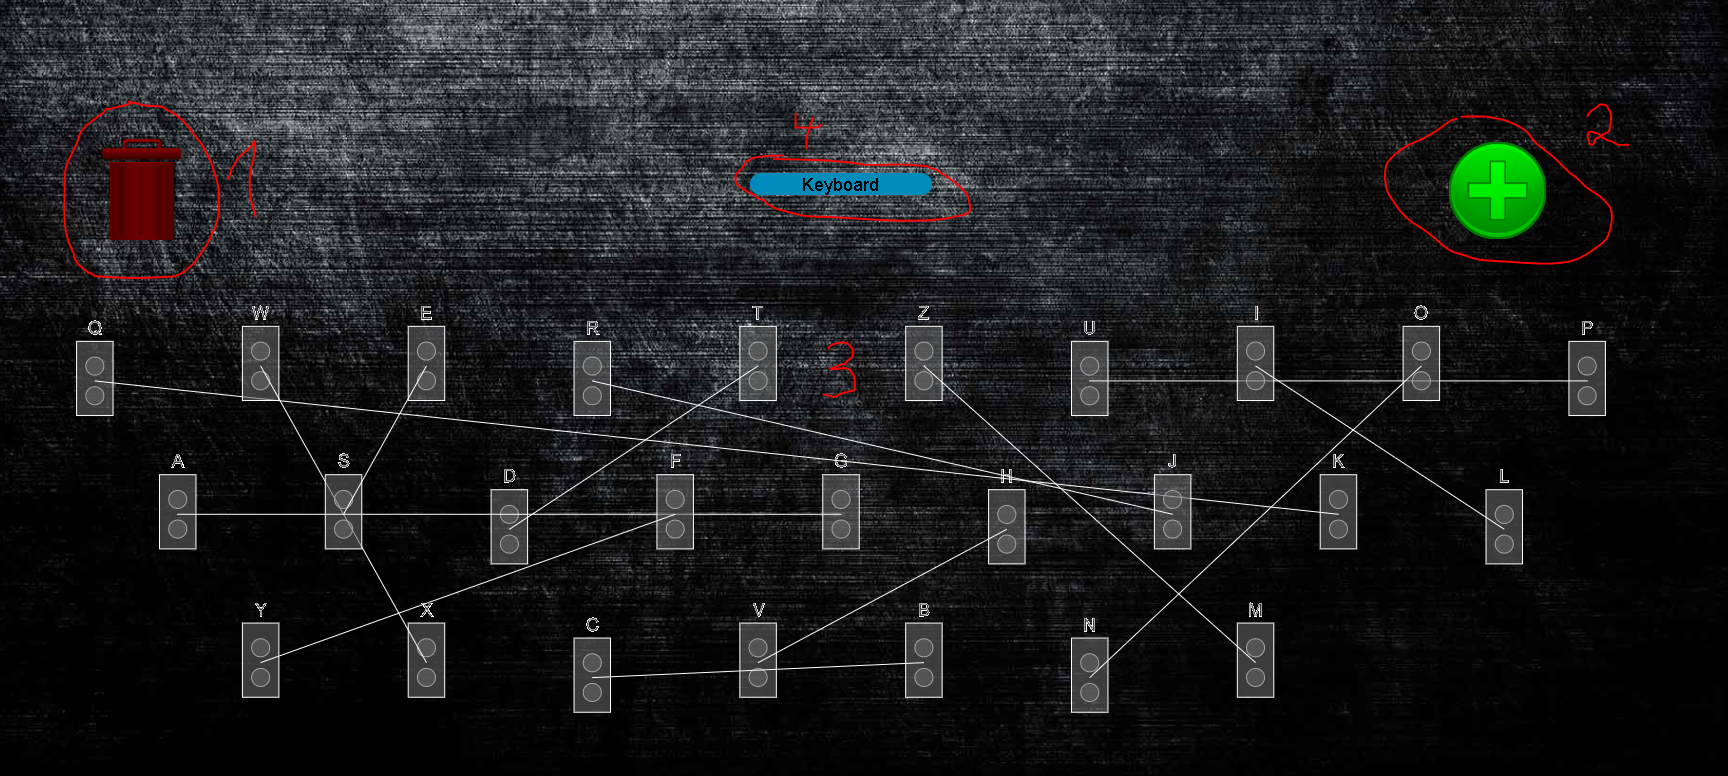 4
2
1
Keyboard
Q W E R T Z U I O P
3
A S D F G H J K L
Y X C V B N M